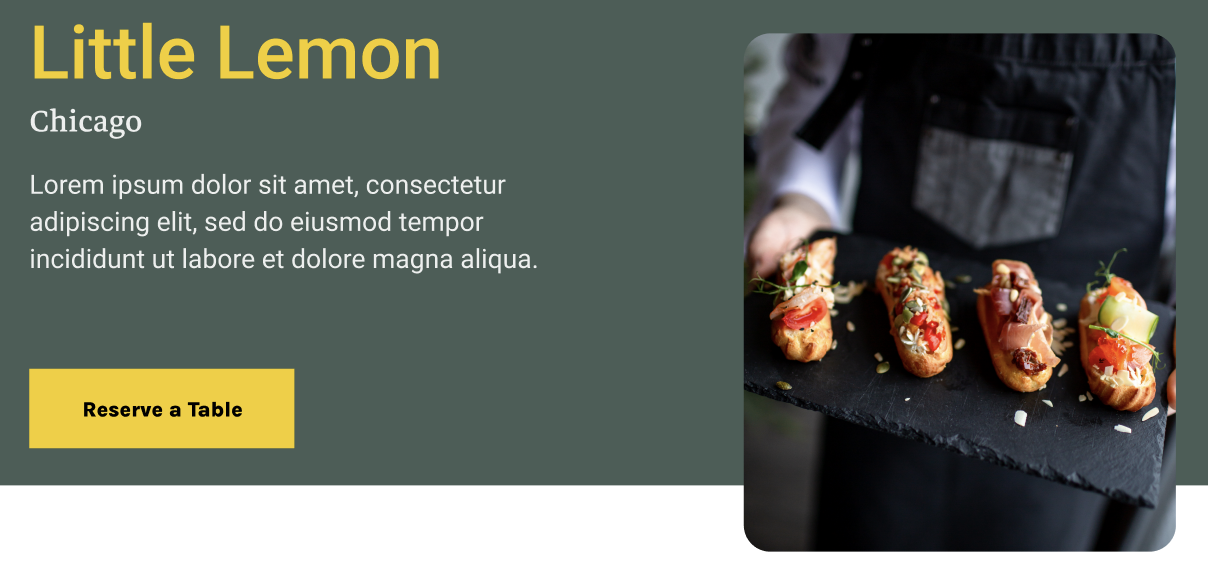 Little Lemon
Chicago
Lorem ipsum dolor sit amet, consectetur
adipiscing elit, sed do eiusmod tempor
incididunt ut labore et dolore magna aliqua.
Reserve a Table